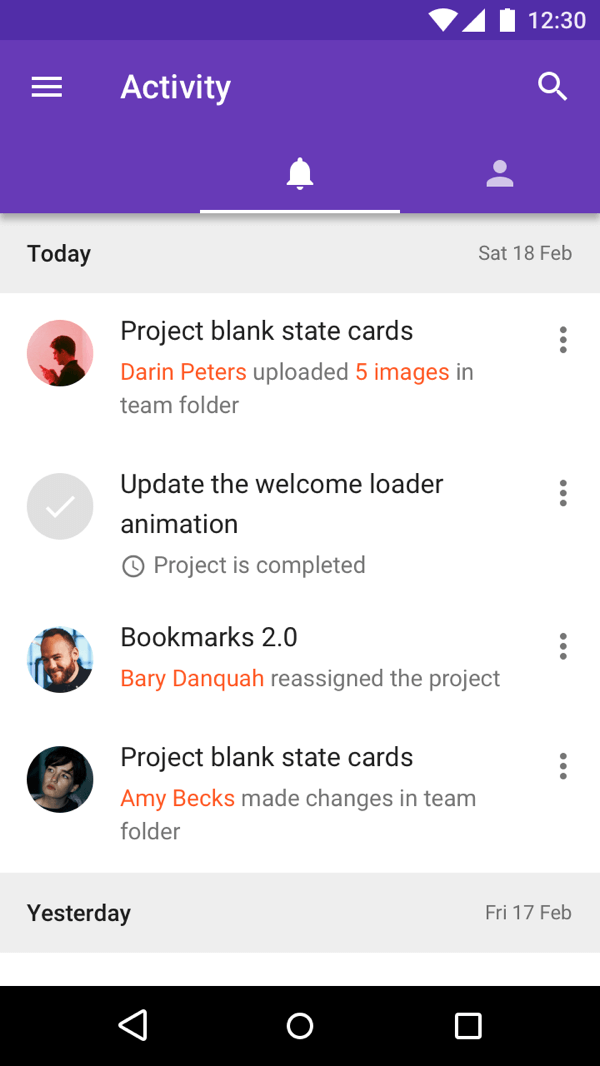 12:30
Activity
Today Sat 18 Feb
Project blank state cards
Darin Peters uploaded 5 images in
team folder
Update the welcome loader
animation
Project is completed
Bookmarks 2.0
Bary Danquah reassigned the project
Project blank state cards
Amy Becks made changes in team
folder
Yesterday Fri 17 Feb